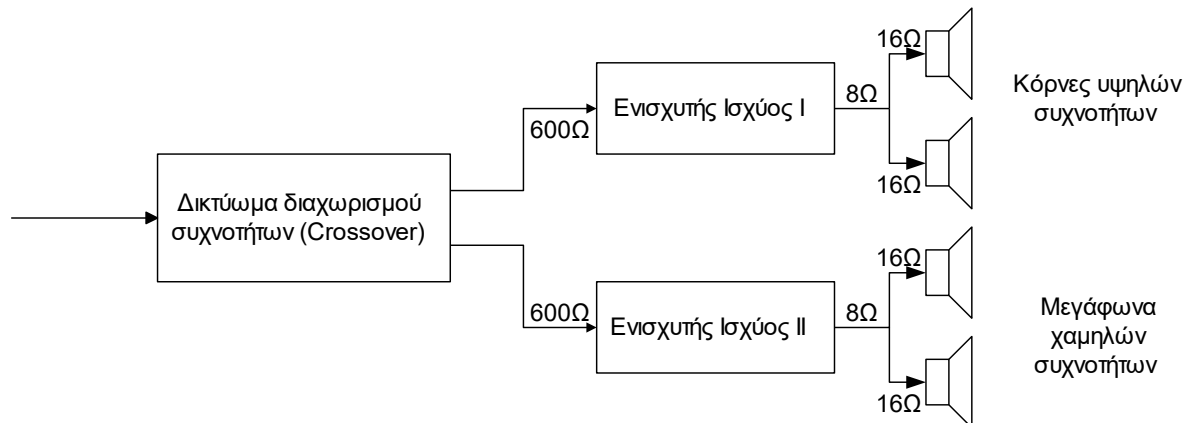 16Ω
Κόρνες υψηλών
συχνοτήτων
Ενισχυτής Ισχύος Ι
8Ω
600Ω
16Ω
Δικτύωμα διαχωρισμού
συχνοτήτων (Crossover)
16Ω
Μεγάφωνα
χαμηλών
συχνοτήτων
600Ω
Ενισχυτής Ισχύος ΙΙ
8Ω
16Ω